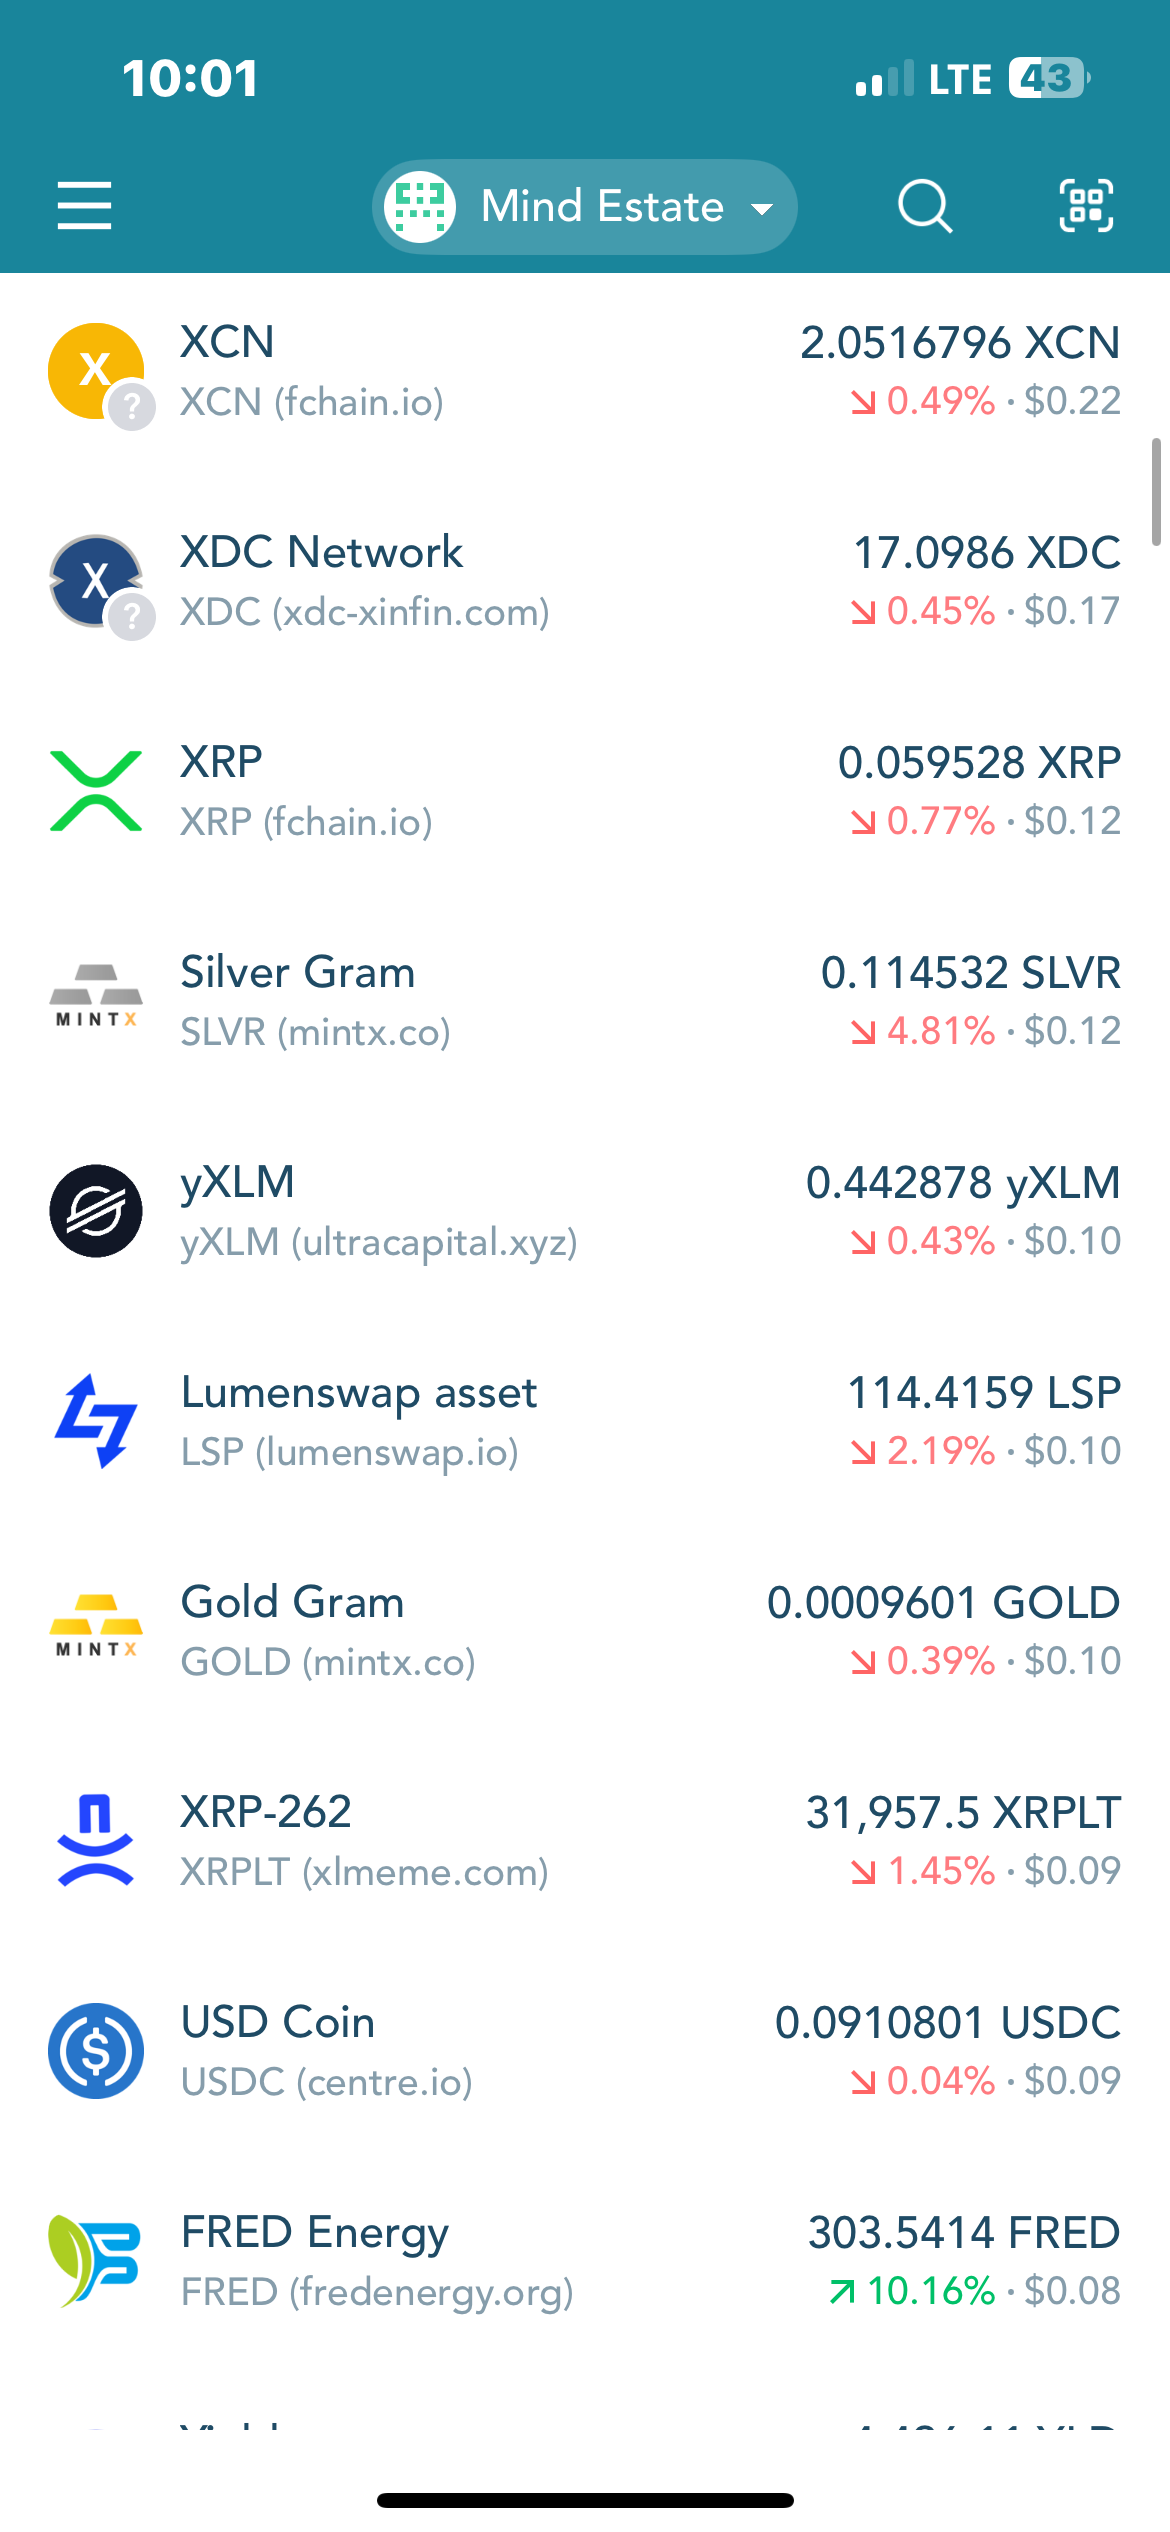 10:01
LTE 43
Mind Estate
X
?
XCN
2.0516796 XCN
XCN (fchain.io)
0.49% · $0.22
X
?
XDC Network
17.0986 XDC
XDC (xdc-xinfin.com)
0.45% · $0.17
XRP
0.059528 XRP
XRP (fchain.io)
0.77% · $0.12
MINTX
Silver Gram
0.114532 SLVR
SLVR (mintx.co)
4.81% · $0.12
yXLM
0.442878 yXLM
yXLM (ultracapital.xyz)
0.43% · $0.10
Lumenswap asset
114.4159 LSP
LSP (lumenswap.io)
2.19% · $0.10
MINTX
Gold Gram
0.0009601 GOLD
GOLD (mintx.co)
0.39% · $0.10
XRP-262
31,957.5 XRPLT
XRPLT (xlmeme.com)
1.45% · $0.09
$
USD Coin
0.0910801 USDC
USDC (centre.io)
0.04% · $0.09
FRED Energy
303.5414 FRED
FRED (fredenergy.org)
10.16% · $0.08